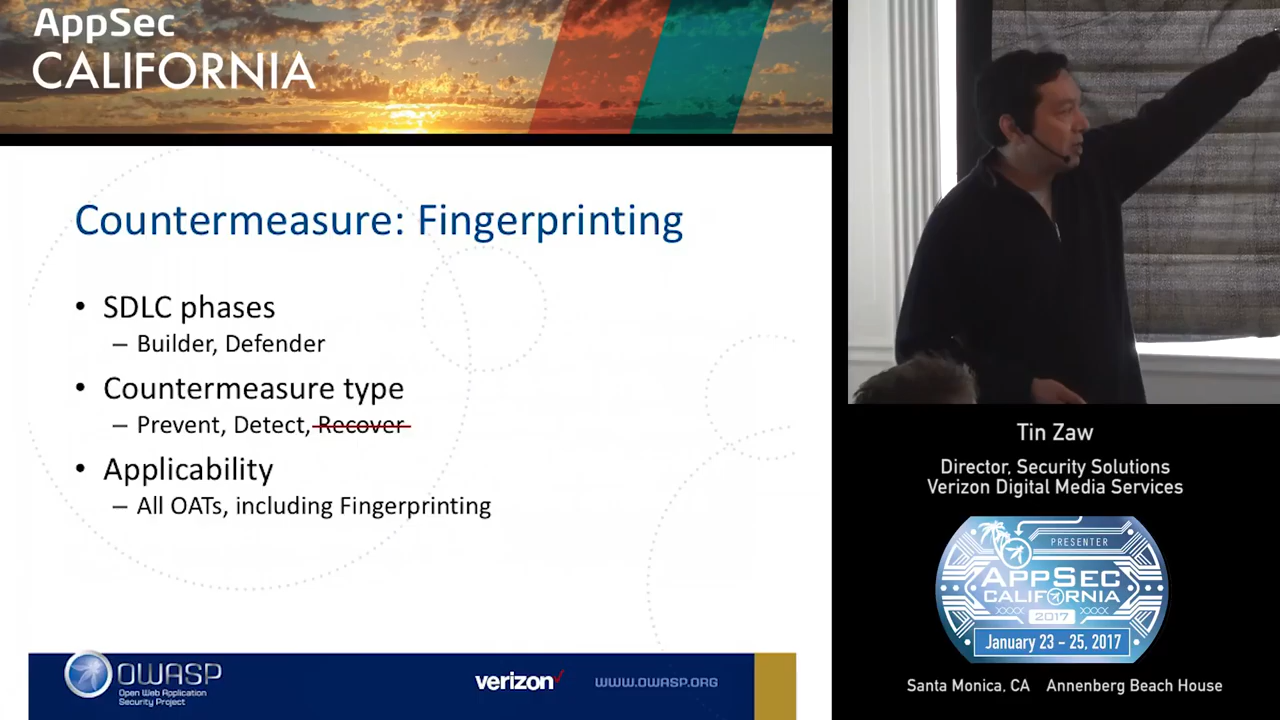 AppSec
CALIFORNIA
Countermeasure: Fingerprinting
• SDLC phases
– Builder, Defender
• Countermeasure type
– Prevent, Detect, Recover
• Applicability
– All OATs, including Fingerprinting
OWASP
Open Web Application
Security Project
verizon
WWW.OWASP.ORG
Tin Zaw
Director, Security Solutions
Verizon Digital Media Services
PRESENTER
APPSEC
CALIFORNIA
2017
January 23 - 25, 2017
Santa Monica, CA Annenberg Beach House